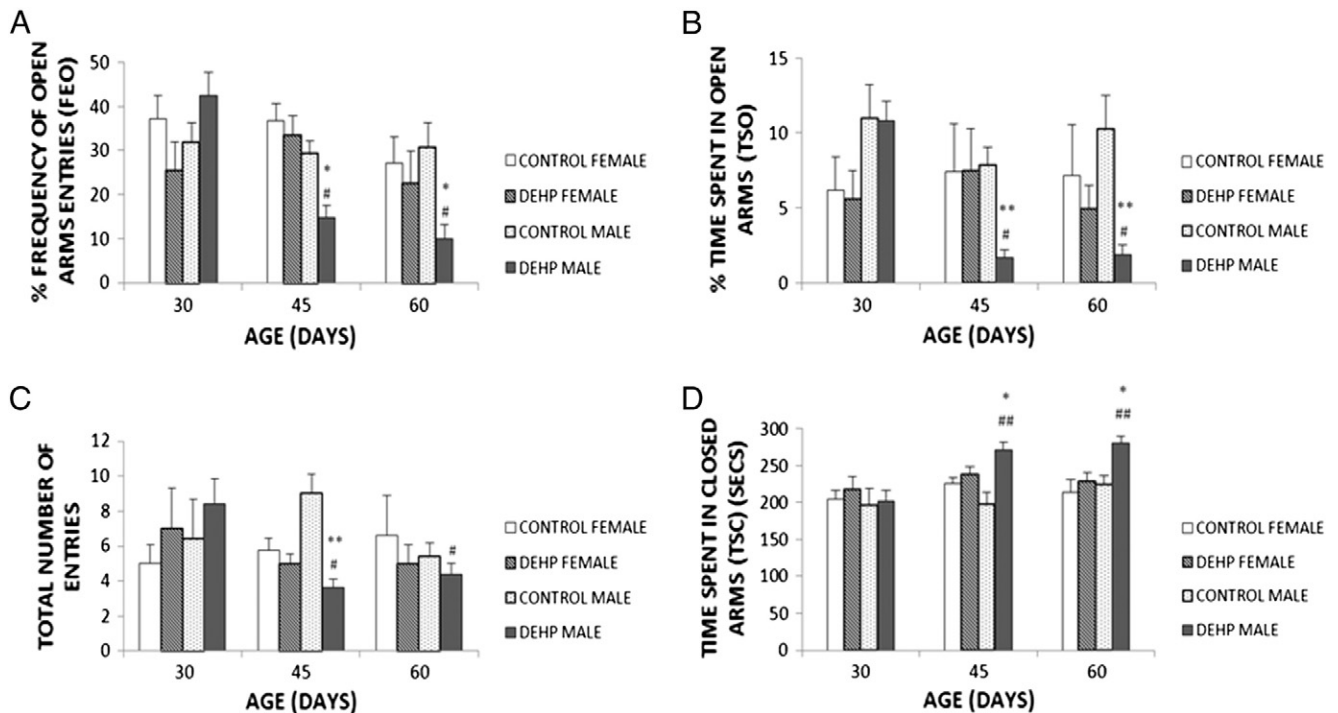 A
% FREQUENCY OF OPEN
ARMS ENTRIES (FEO)
50
40
30
20
10
0
*
#
*
#
30 45 60
AGE (DAYS)
CONTROL FEMALE
DEHP FEMALE
CONTROL MALE
DEHP MALE
B
% TIME SPENT IN OPEN
ARMS (TSO)
15
10
5
0
**
#
**
#
30 45 60
AGE (DAYS)
CONTROL FEMALE
DEHP FEMALE
CONTROL MALE
DEHP MALE
C
TOTAL NUMBER OF
ENTRIES
12
10
8
6
4
2
0
**
#
#
30 45 60
AGE (DAYS)
CONTROL FEMALE
DEHP FEMALE
CONTROL MALE
DEHP MALE
D
TIME SPENT IN CLOSED
ARMS (TSC) (SECS)
300
250
200
150
100
50
0
*
##
*
##
30 45 60
AGE (DAYS)
CONTROL FEMALE
DEHP FEMALE
CONTROL MALE
DEHP MALE